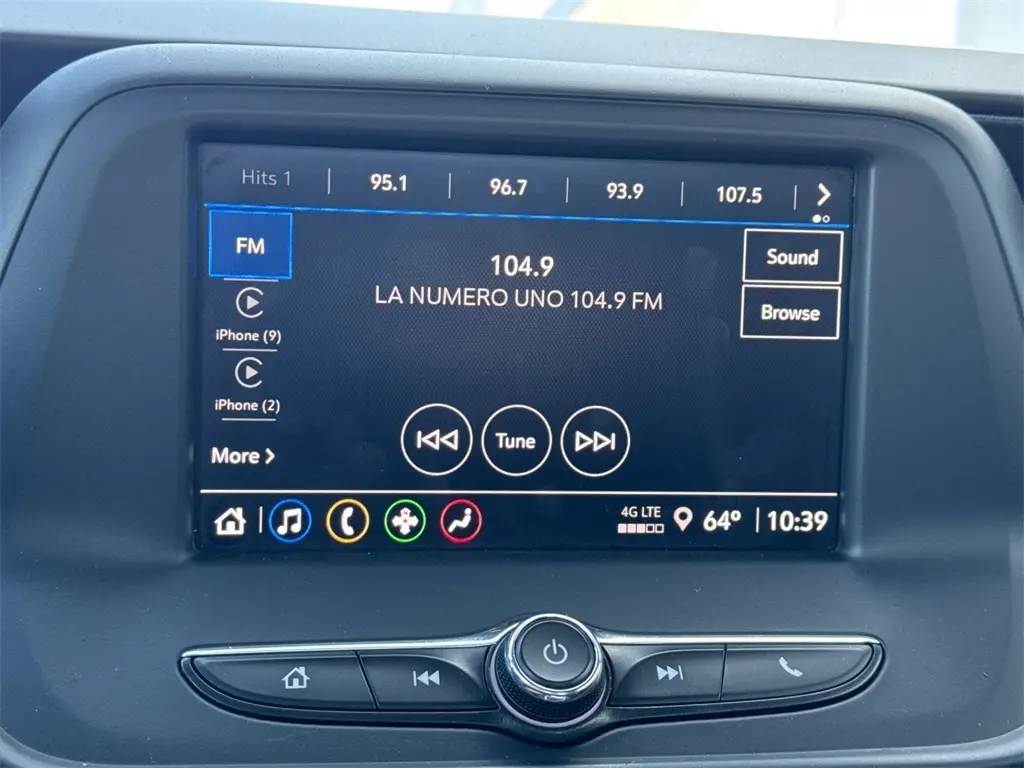 Hits 1 95.1 96.7 93.9 107.5
FM
104.9
LA NUMERO UNO 104.9 FM
Sound
Browse
iPhone (9)
iPhone (2)
More
Tune
4G LTE
64° 10:39